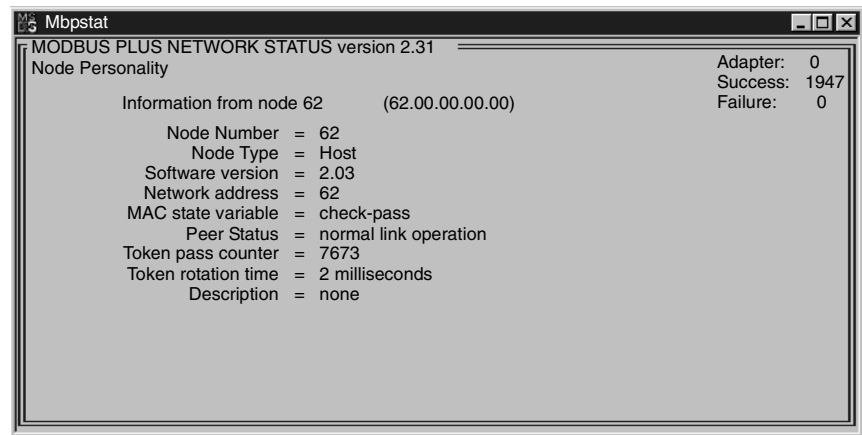 Mbpstat
MODBUS PLUS NETWORK STATUS version 2.31
Node Personality
Adapter: 0
Success: 1947
Failure: 0
Information from node 62 (62.00.00.00.00)
Node Number = 62
Node Type = Host
Software version = 2.03
Network address = 62
MAC state variable = check-pass
Peer Status = normal link operation
Token pass counter = 7673
Token rotation time = 2 milliseconds
Description = none